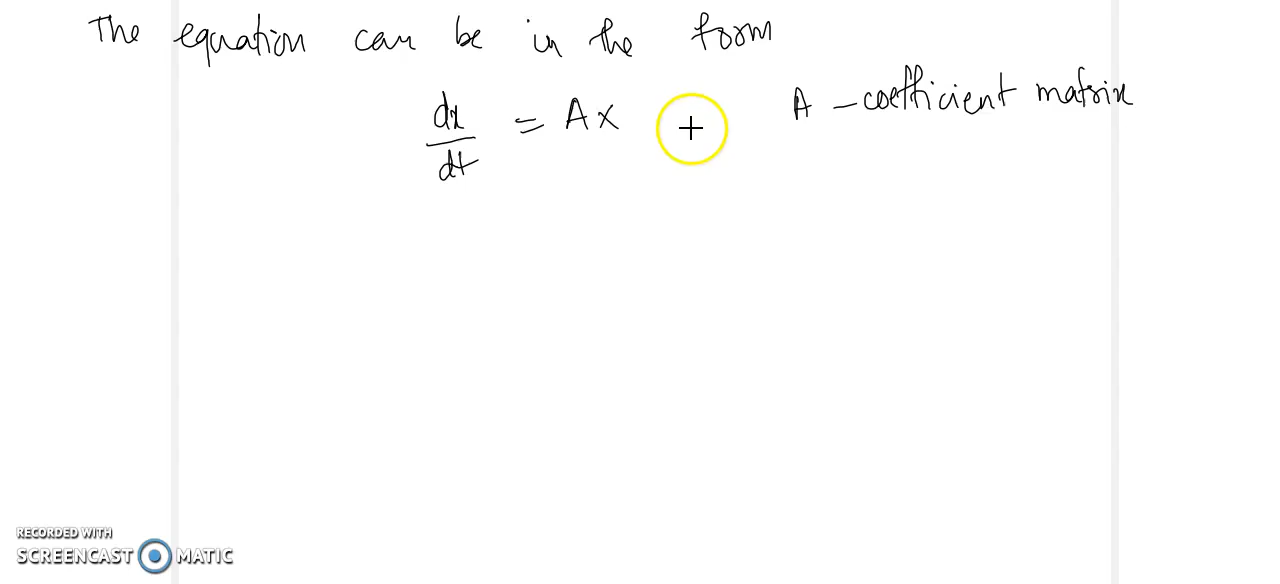 The equation can be in the form
dx/dt = Ax
A - coefficient matrix
RECORDED WITH
SCREENCAST MATIC